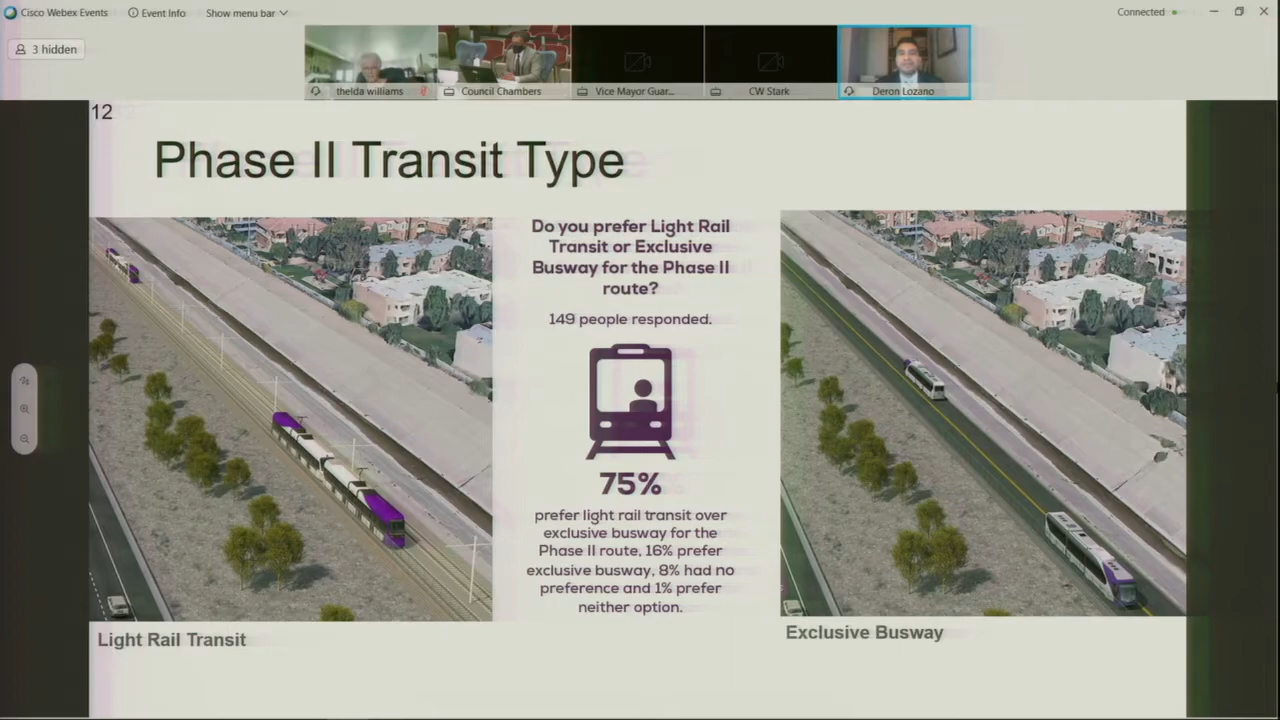 Cisco Webex Events
Event Info
Show menu bar
Connected
3 hidden
thelda williams
Council Chambers
Vice Mayor Guar...
CW Stark
Deron Lozano
12
Phase II Transit Type
Do you prefer Light Rail
Transit or Exclusive
Busway for the Phase II
route?
149 people responded.
75%
prefer light rail transit over
exclusive busway for the
Phase II route, 16% prefer
exclusive busway, 8% had no
preference and 1% prefer
neither option.
Light Rail Transit
Exclusive Busway